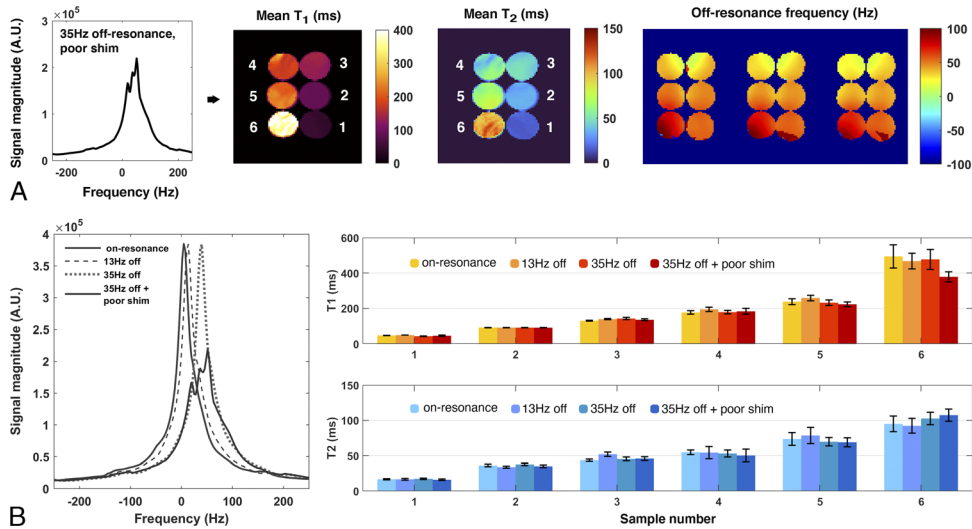 35Hz off-resonance,
poor shim
Signal magnitude (A.U.)
×10⁵
3
2
1
0
-200
0
200
Frequency (Hz)
A
Mean T₁ (ms)
4 3
5 2
6 1
400
300
200
100
0
Mean T₂ (ms)
4 3
5 2
6 1
150
100
50
0
Off-resonance frequency (Hz)
100
50
0
-50
-100
×10⁵
4
3.5
3
2.5
2
1.5
1
0.5
0
Signal magnitude (A.U.)
on-resonance
13Hz off
35Hz off
35Hz off +
poor shim
-200 -100 0 100 200
Frequency (Hz)
B
600
400
200
0
T1 (ms)
on-resonance 13Hz off 35Hz off 35Hz off + poor shim
1 2 3 4 5 6
150
100
50
0
T2 (ms)
on-resonance 13Hz off 35Hz off 35Hz off + poor shim
1 2 3 4 5 6
Sample number